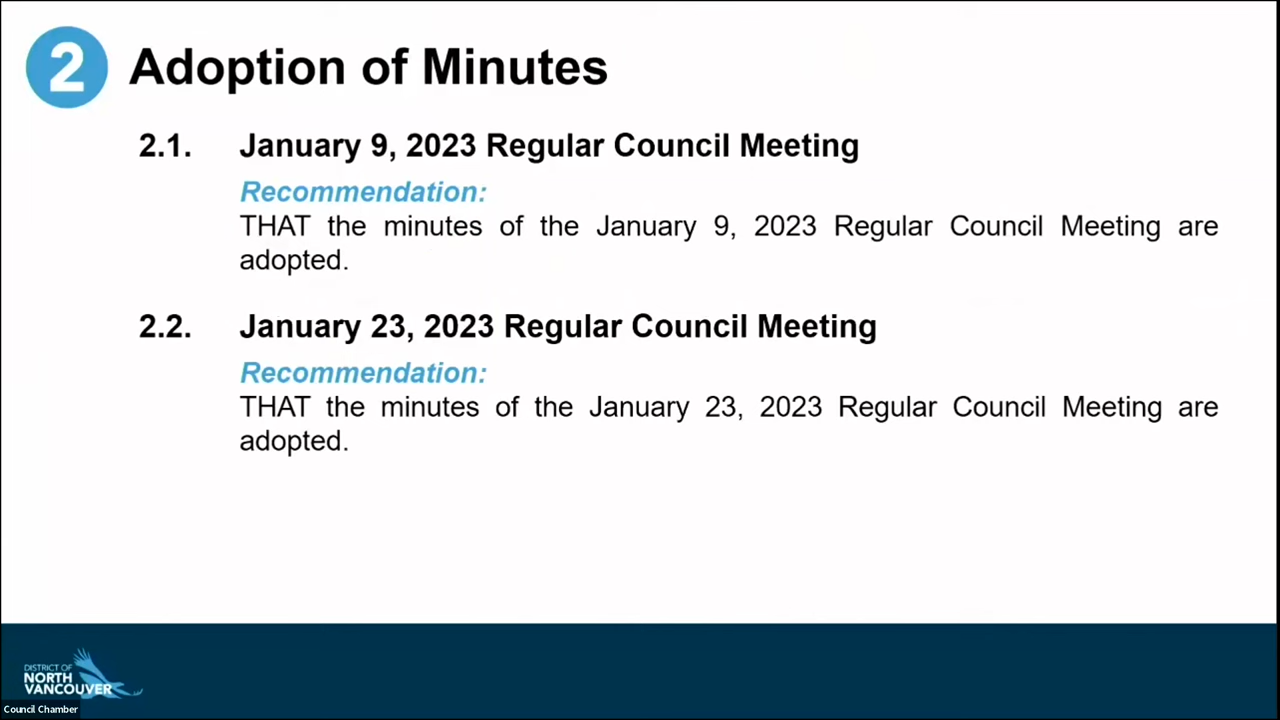 2 Adoption of Minutes
2.1. January 9, 2023 Regular Council Meeting
Recommendation:
THAT the minutes of the January 9, 2023 Regular Council Meeting are
adopted.
2.2. January 23, 2023 Regular Council Meeting
Recommendation:
THAT the minutes of the January 23, 2023 Regular Council Meeting are
adopted.
DISTRICT OF
NORTH
VANCOUVER
Council Chamber